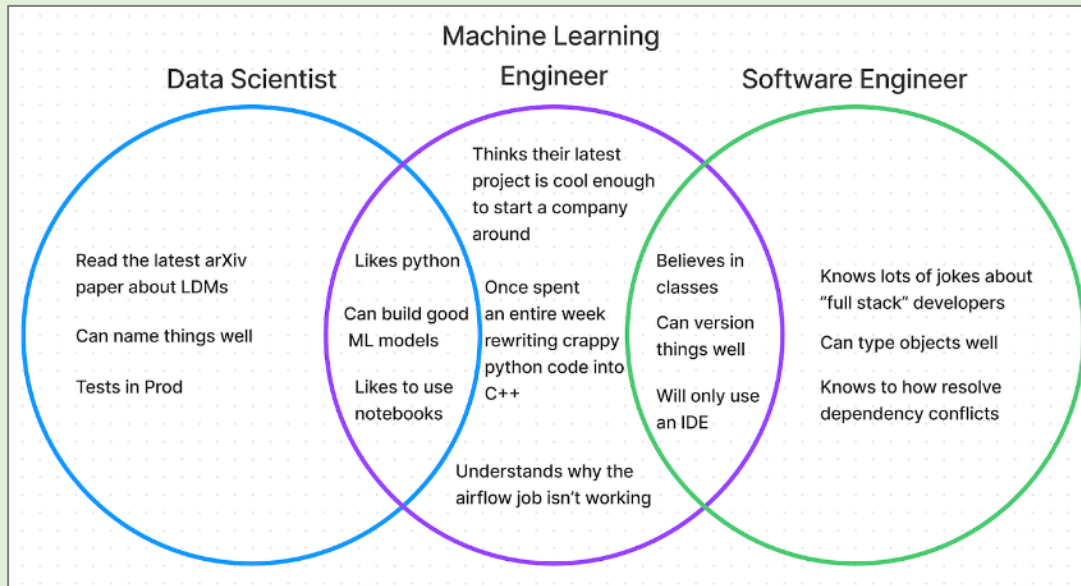 Machine Learning
Engineer
Data Scientist
Software Engineer
Thinks their latest
project is cool enough
to start a company
around
Read the latest arXiv
paper about LDMs
Can name things well
Tests in Prod
Likes python
Can build good
ML models
Likes to use
notebooks
Once spent
an entire week
rewriting crappy
python code into
C++
Understands why the
airflow job isn't working
Believes in
classes
Can version
things well
Will only use
an IDE
Knows lots of jokes about
"full stack" developers
Can type objects well
Knows to how resolve
dependency conflicts